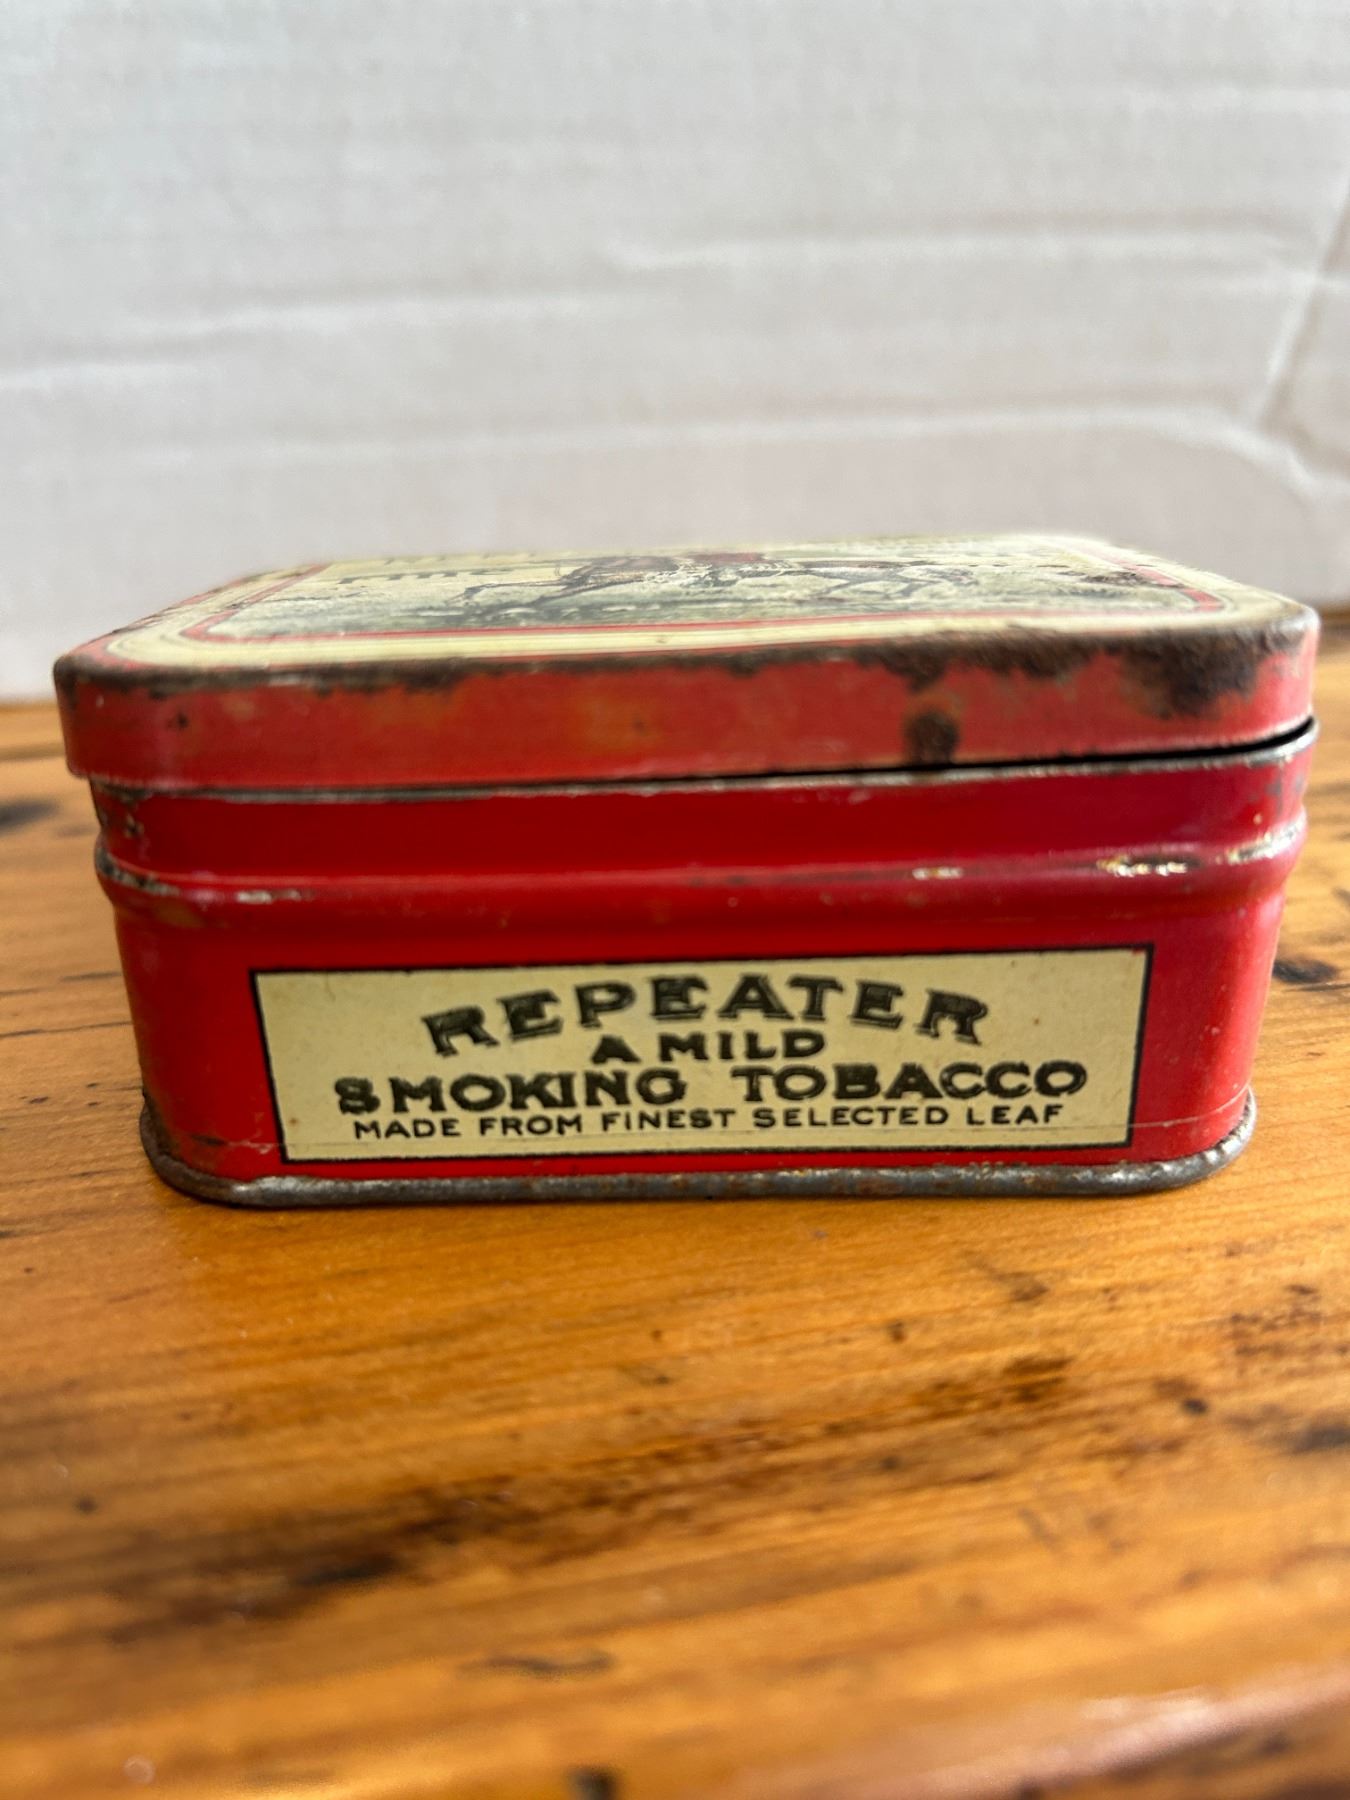 REPEATER
A MILD
SMOKING TOBACCO
MADE FROM FINEST SELECTED LEAF